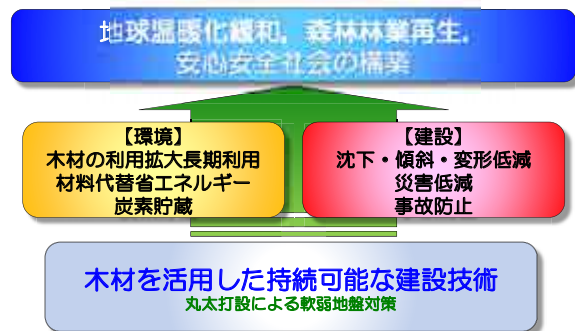 地球温暖化緩和，森林林業再生，
安心安全社会の構築
【環境】
木材の利用拡大長期利用
材料代替省エネルギー
炭素貯蔵
【建設】
沈下・傾斜・変形低減
災害低減
事故防止
木材を活用した持続可能な建設技術
丸太打設による軟弱地盤対策